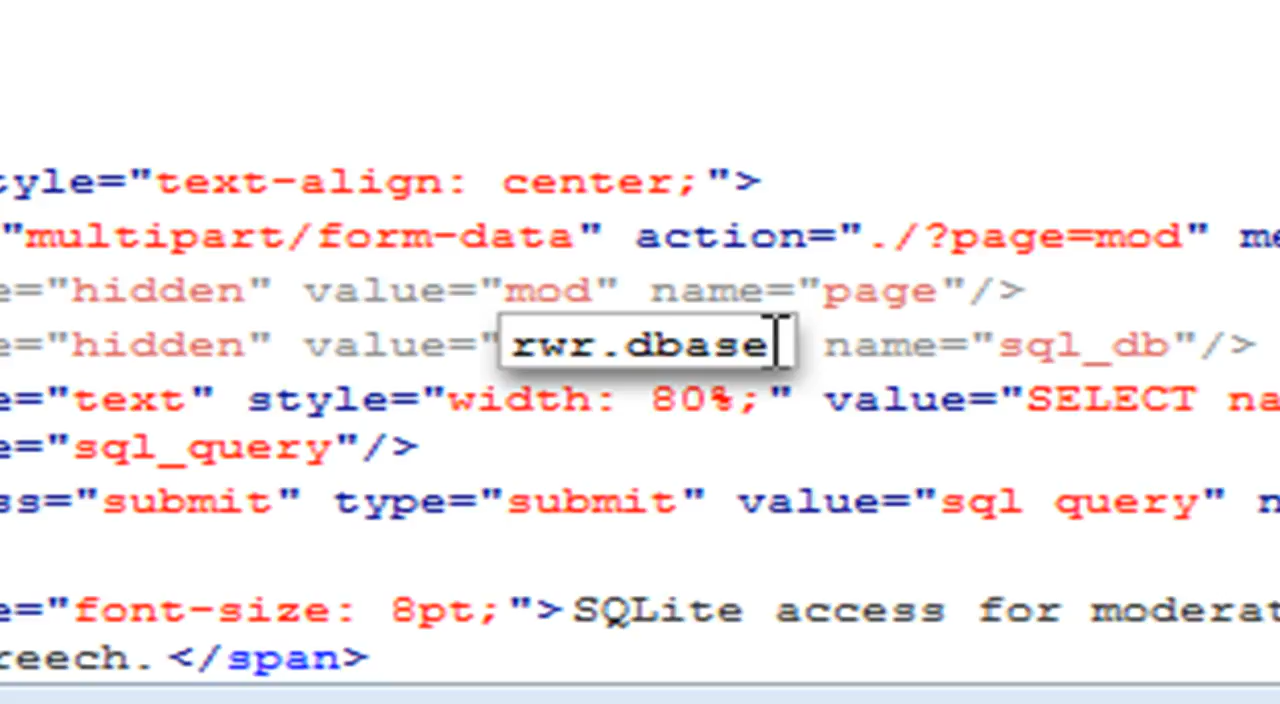 tyle="text-align: center;">
"multipart/form-data" action="./?page=mod" me
e="hidden" value="mod" name="page"/>
e="hidden" value="rwr.dbase name="sql_db"/>
e="text" style="width: 80%;" value="SELECT na
e="sql_query"/>
ss="submit" type="submit" value="sql query" n
e="font-size: 8pt;">SQLite access for moderat
reech.</span>